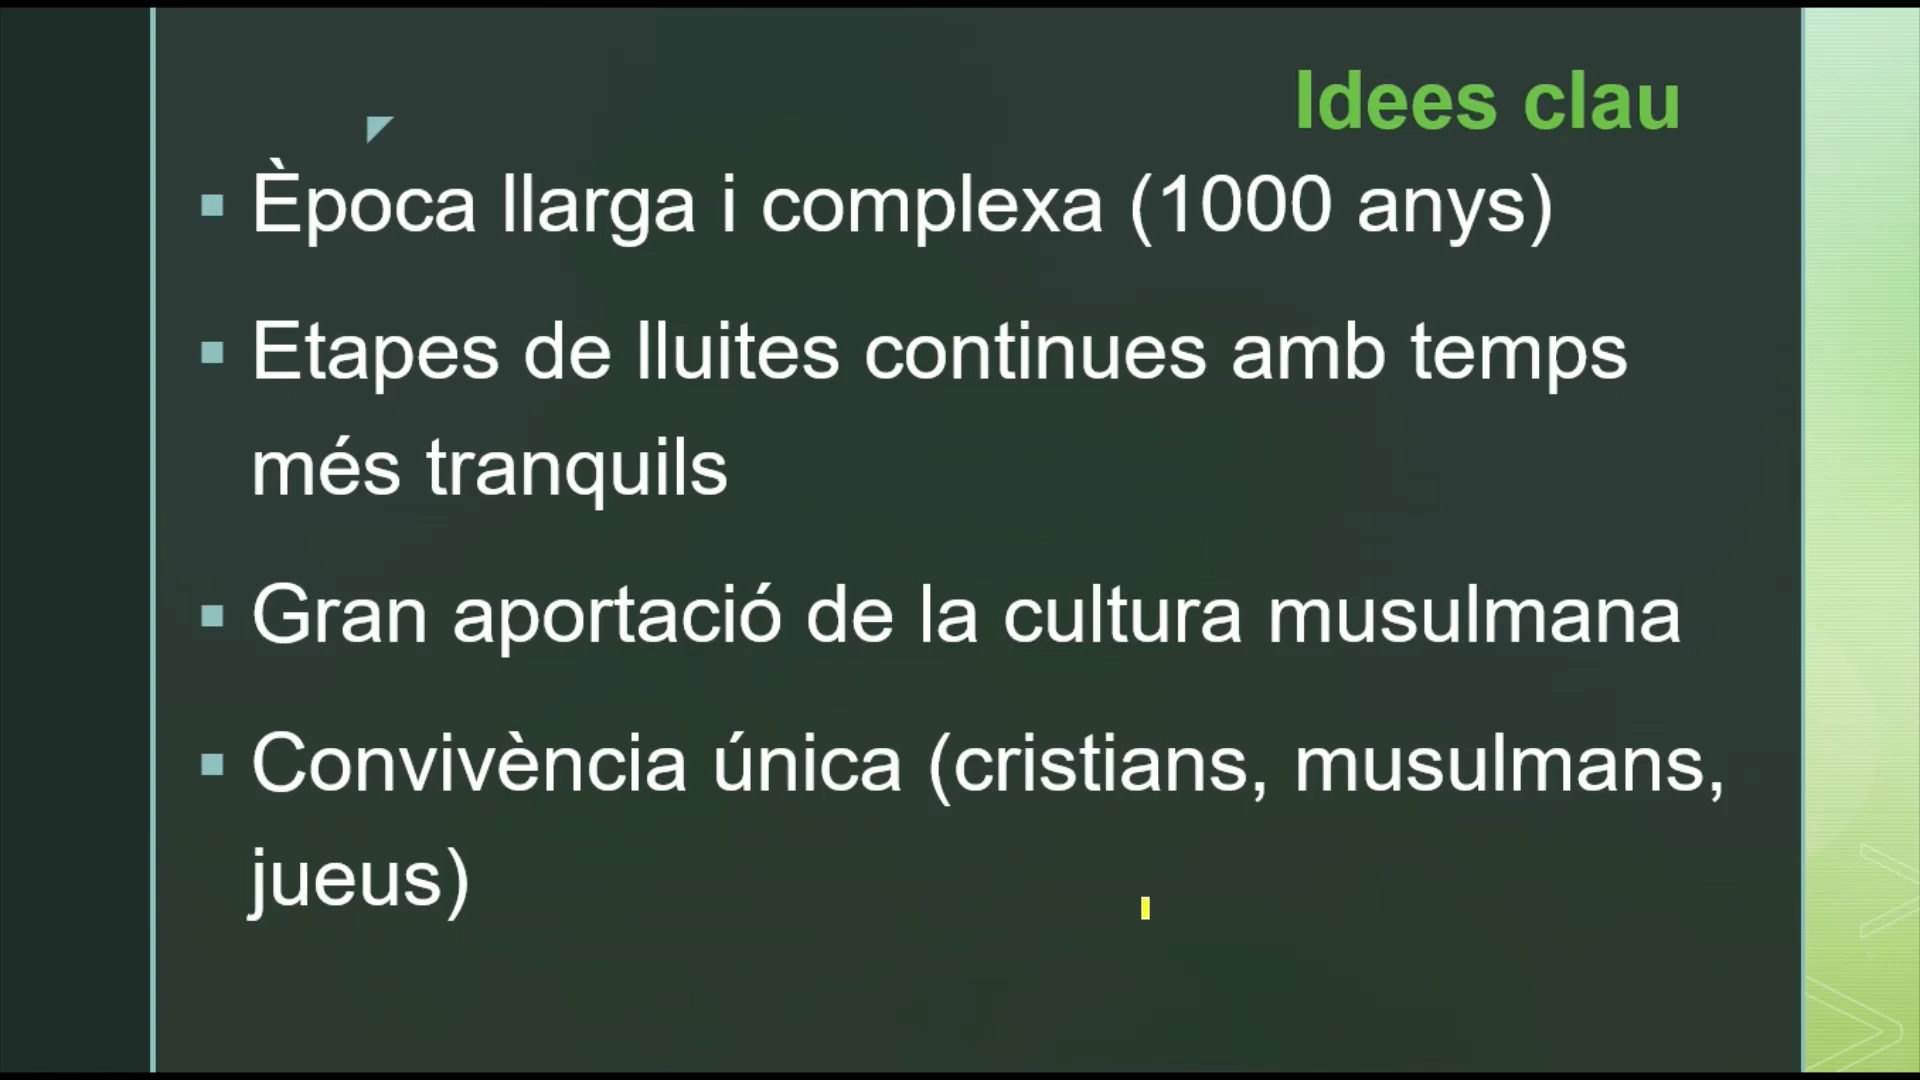 Idees clau
Època llarga i complexa (1000 anys)
Etapes de lluites continues amb temps
més tranquils
Gran aportació de la cultura musulmana
Convivència única (cristians, musulmans,
jueus)